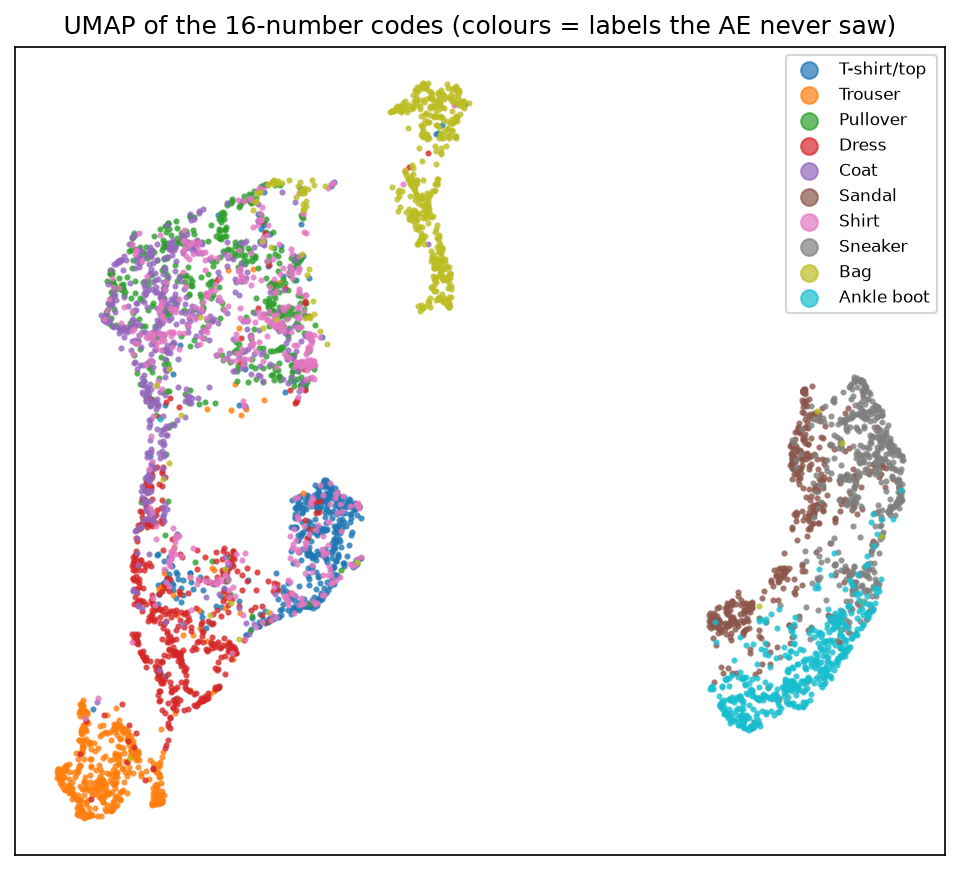 UMAP of the 16-number codes (colours = labels the AE never saw)
T-shirt/top
Trouser
Pullover
Dress
Coat
Sandal
Shirt
Sneaker
Bag
Ankle boot